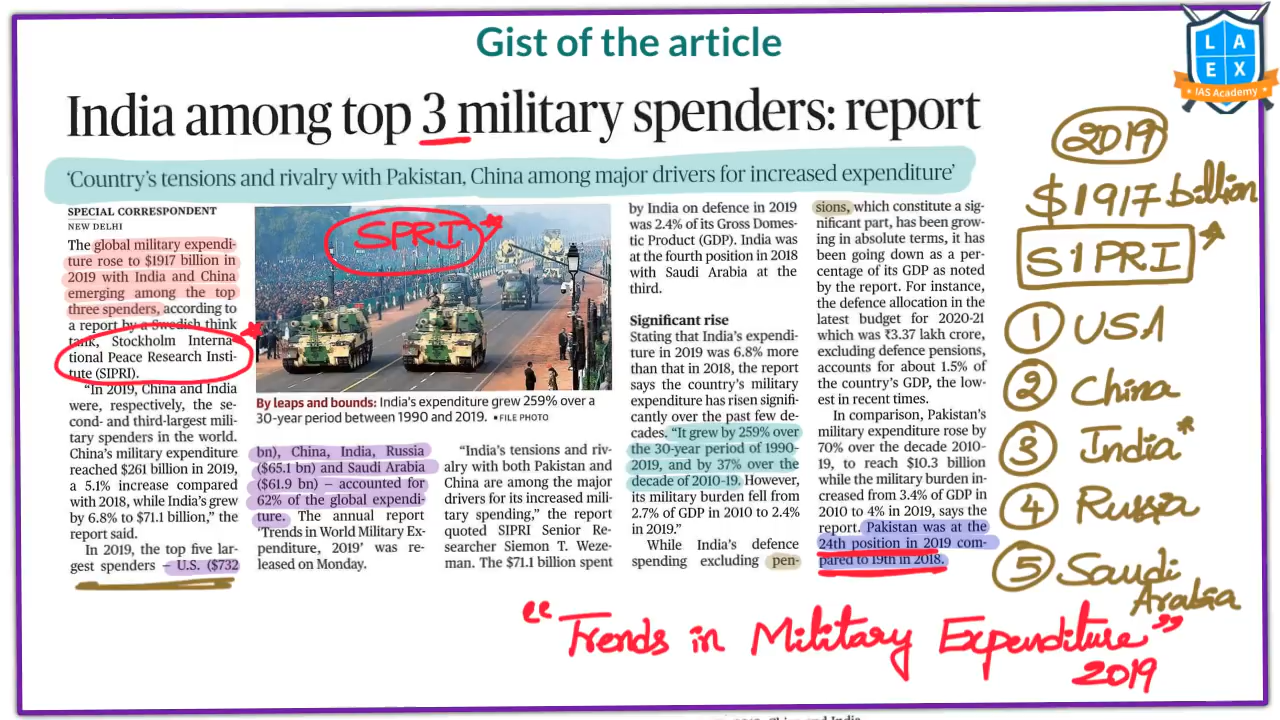 Gist of the article
L A
E X
IAS Academy
India among top 3 military spenders: report
‘Country’s tensions and rivalry with Pakistan, China among major drivers for increased expenditure’
SPECIAL CORRESPONDENT
NEW DELHI
The global military expendi-
ture rose to $1917 billion in
2019 with India and China
emerging among the top
three spenders, according to
a report by a Swedish think
tank, Stockholm Interna-
tional Peace Research Insti-
tute (SIPRI).
“In 2019, China and India
were, respectively, the se-
cond- and third-largest mili-
tary spenders in the world.
China’s military expenditure
reached $261 billion in 2019,
a 5.1% increase compared
with 2018, while India’s grew
by 6.8% to $71.1 billion,” the
report said.
In 2019, the top five lar-
gest spenders – U.S. ($732
SPRI
By leaps and bounds: India’s expenditure grew 259% over a
30-year period between 1990 and 2019. • FILE PHOTO
bn), China, India, Russia
($65.1 bn) and Saudi Arabia
($61.9 bn) – accounted for
62% of the global expendi-
ture. The annual report
‘Trends in World Military Ex-
penditure, 2019’ was re-
leased on Monday.
“India’s tensions and riv-
alry with both Pakistan and
China are among the major
drivers for its increased mili-
tary spending,” the report
quoted SIPRI Senior Re-
searcher Siemon T. Weze-
man. The $71.1 billion spent
by India on defence in 2019
was 2.4% of its Gross Domes-
tic Product (GDP). India was
at the fourth position in 2018
with Saudi Arabia at the
third.
Significant rise
Stating that India’s expendi-
ture in 2019 was 6.8% more
than that in 2018, the report
says the country’s military
expenditure has risen signifi-
cantly over the past few de-
cades. “It grew by 259% over
the 30-year period of 1990-
2019, and by 37% over the
decade of 2010-19. However,
its military burden fell from
2.7% of GDP in 2010 to 2.4%
in 2019.”
While India’s defence
spending excluding pen-
sions, which constitute a sig-
nificant part, has been grow-
ing in absolute terms, it has
been going down as a per-
centage of its GDP as noted
by the report. For instance,
the defence allocation in the
latest budget for 2020-21
which was ₹3.37 lakh crore,
excluding defence pensions,
accounts for about 1.5% of
the country’s GDP, the low-
est in recent times.
In comparison, Pakistan’s
military expenditure rose by
70% over the decade 2010-
19, to reach $10.3 billion
while the military burden in-
creased from 3.4% of GDP in
2010 to 4% in 2019, says the
report. Pakistan was at the
24th position in 2019 com-
pared to 19th in 2018.
2019
$1917 billion
SIPRI
1 USA
2 China
3 India*
4 Russia
5 Saudi
Arabia
“Trends in Military Expenditure”
2019